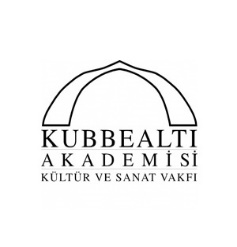 KUBBEALTI
AKADEMİSİ
KÜLTÜR VE SANAT VAKFI